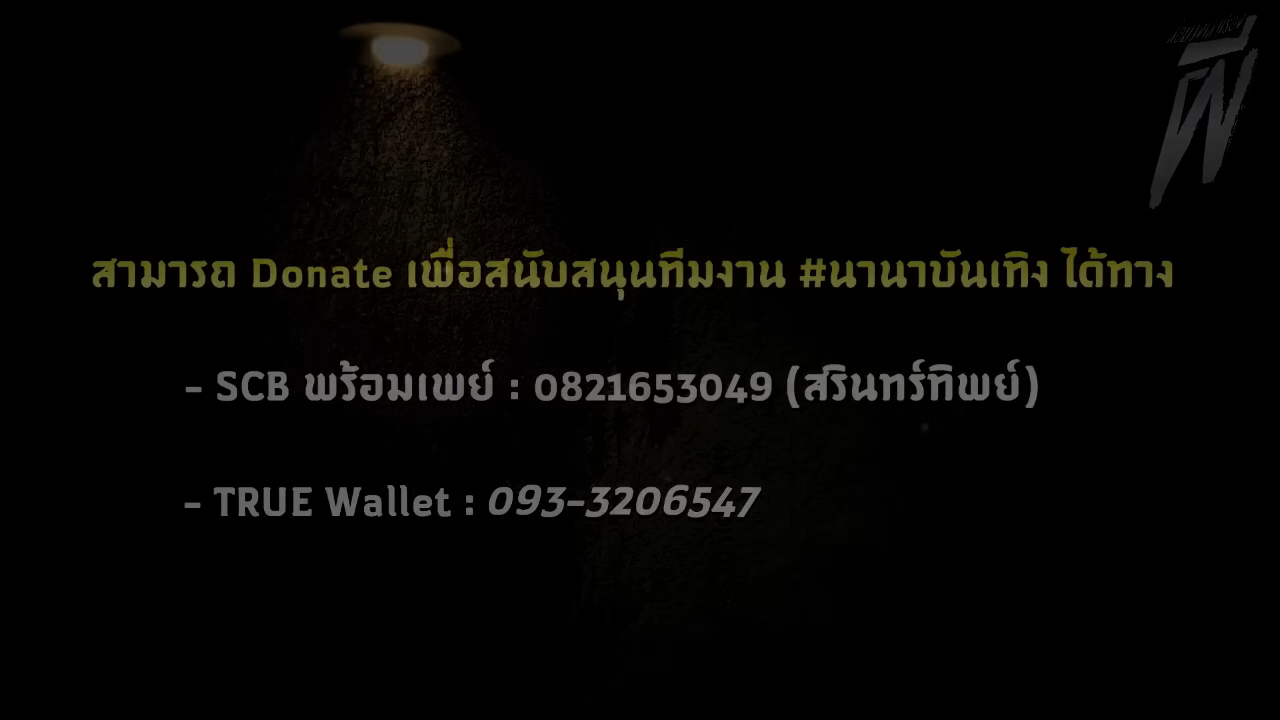 ผี
สามารถ Donate เพื่อสนับสนุนทีมงาน #นานาบันเทิง ได้ทาง
- SCB พร้อมเพย์ : 0821653049 (สรินทร์ทิพย์)
- TRUE Wallet : 093-3206547